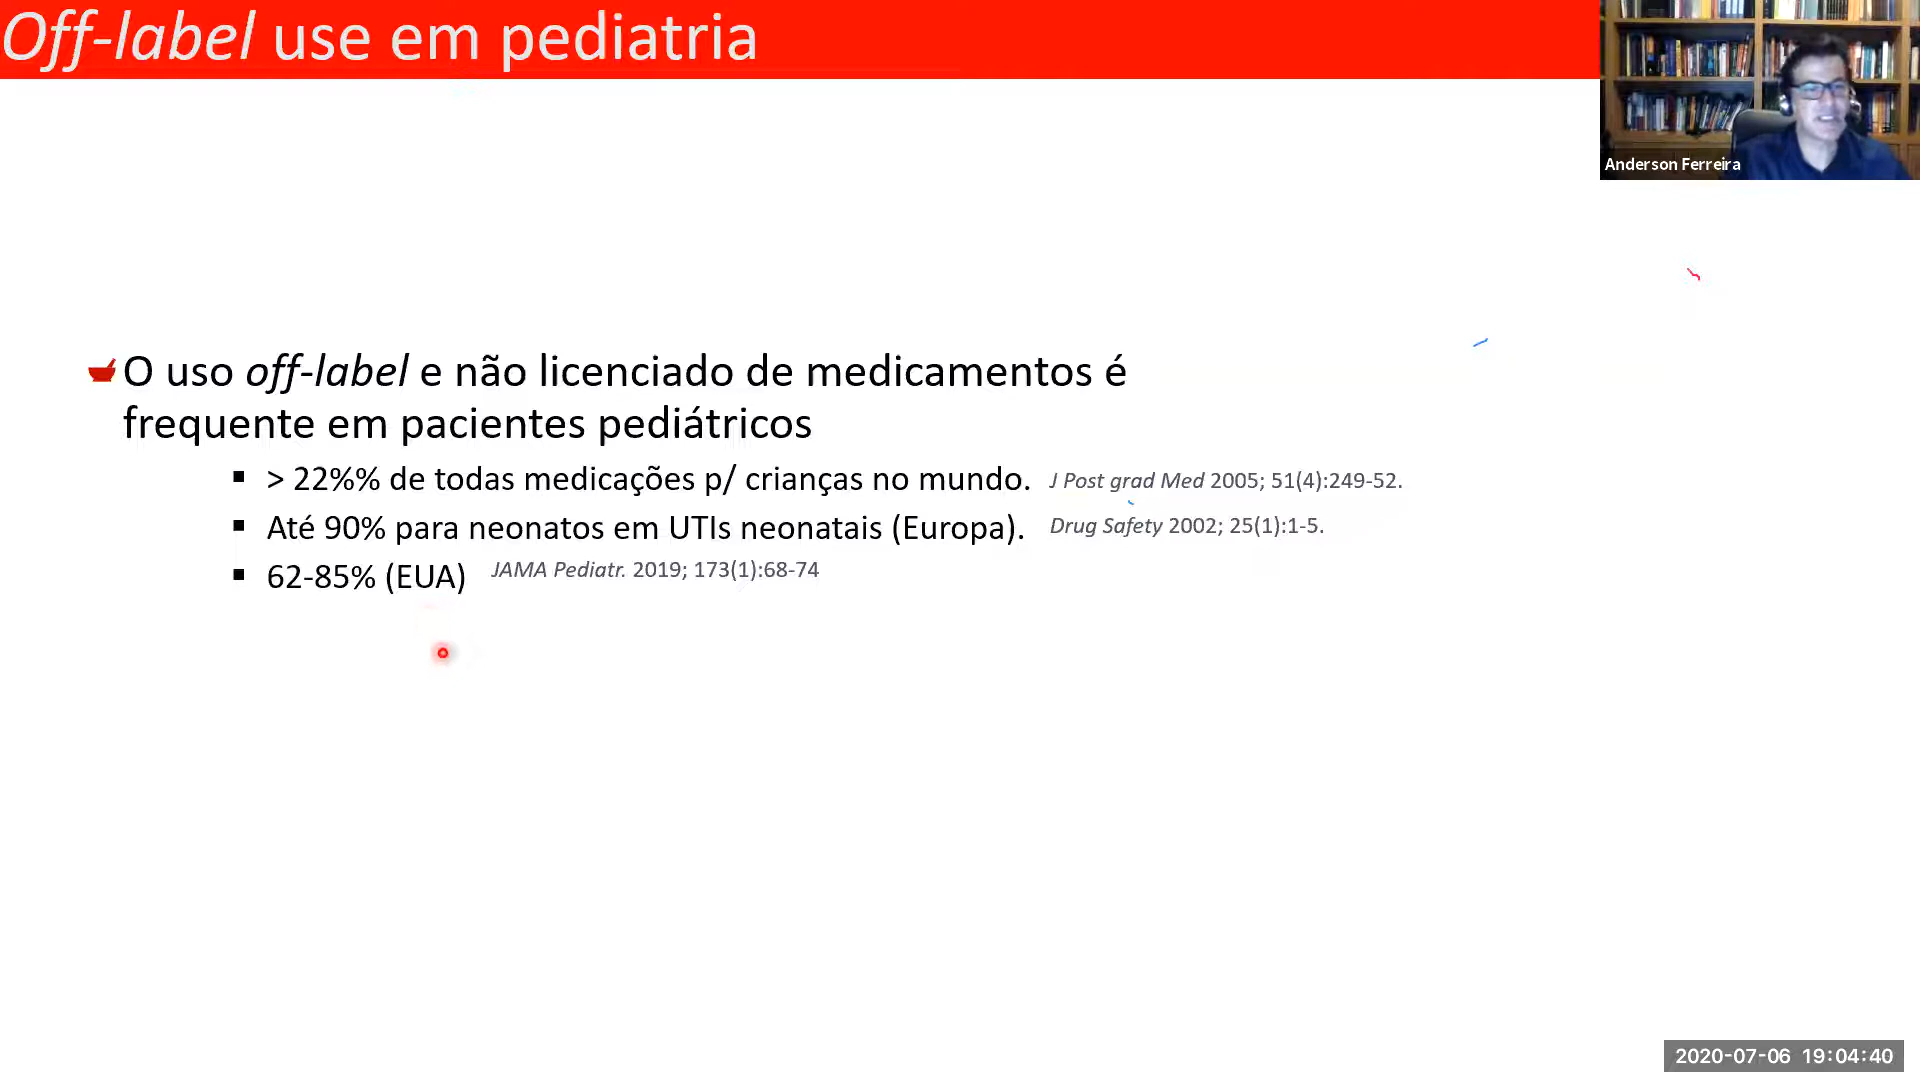 Off-label use em pediatria
Anderson Ferreira
O uso off-label e não licenciado de medicamentos é
frequente em pacientes pediátricos
▪ > 22%% de todas medicações p/ crianças no mundo. J Post grad Med 2005; 51(4):249-52.
▪ Até 90% para neonatos em UTIs neonatais (Europa). Drug Safety 2002; 25(1):1-5.
▪ 62-85% (EUA) JAMA Pediatr. 2019; 173(1):68-74
2020-07-06 19:04:40